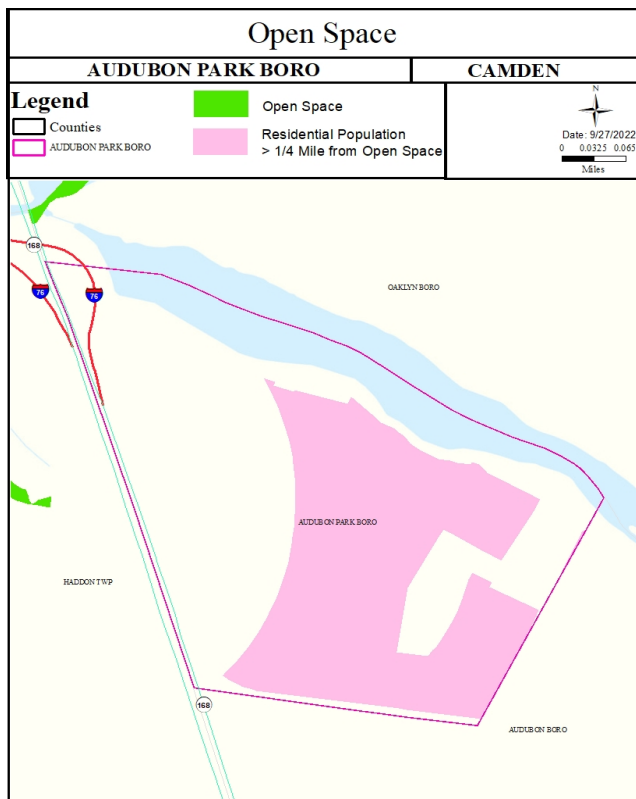 Open Space
AUDUBON PARK BORO
CAMDEN
Legend
Counties
AUDUBON PARK BORO
Open Space
Residential Population
> 1/4 Mile from Open Space
N
Date: 9/27/2022
0 0.0325 0.065
Miles
168
76
76
OAKLYN BORO
AUDUBON PARK BORO
HADDON TWP
168
AUDUBON BORO